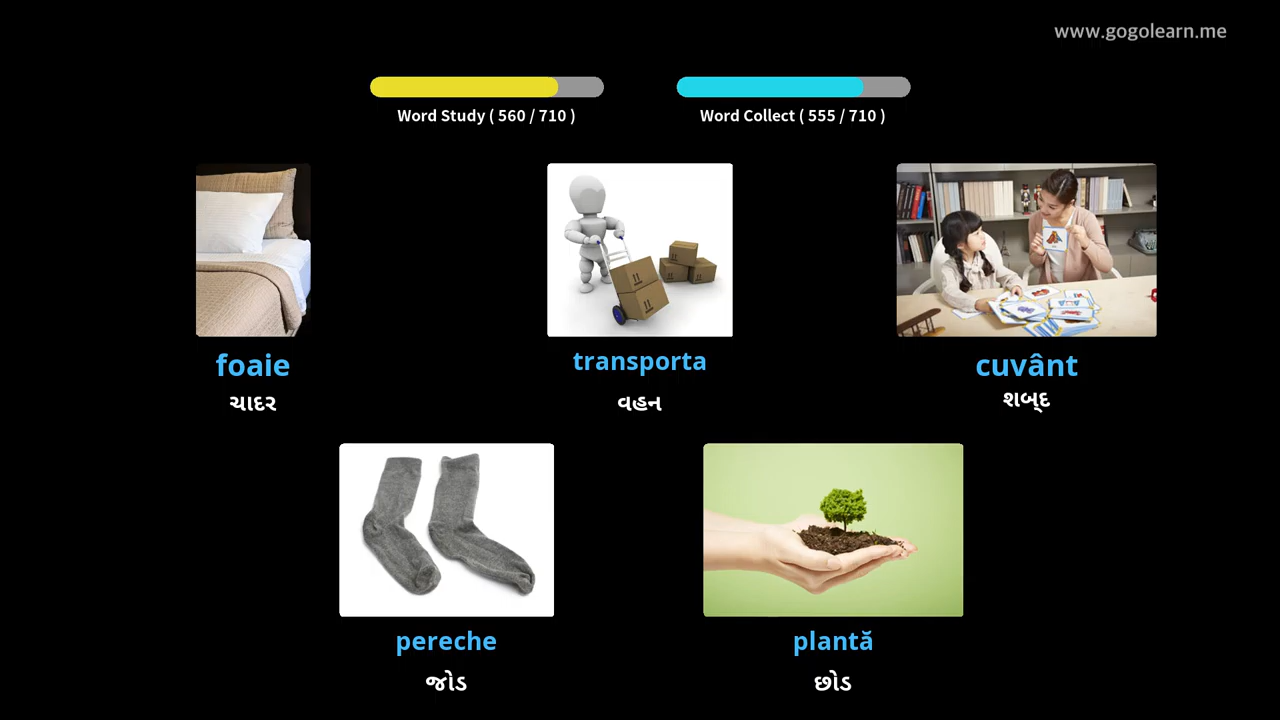 www.gogolearn.me
Word Study ( 560 / 710 )
Word Collect ( 555 / 710 )
foaie
ચાદર
transporta
વહન
cuvânt
શબ્દ
pereche
જોડ
plantă
છોડ